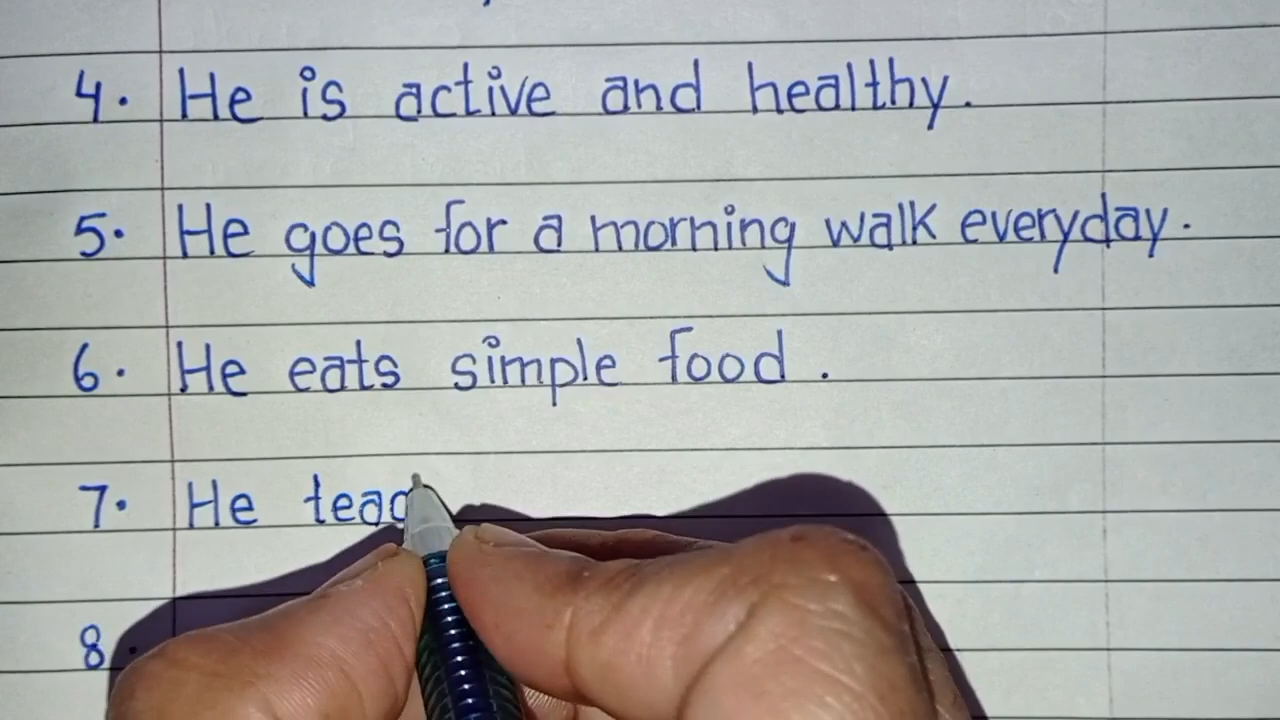 4. He is active and healthy.
5. He goes for a morning walk everyday.
6. He eats simple food.
7. He teac
8.